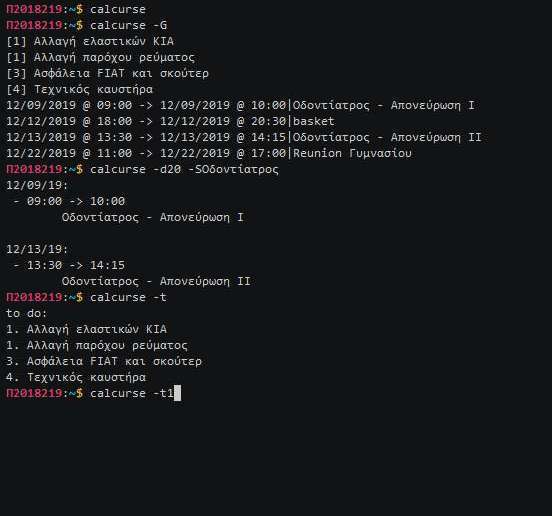 Π2018219:~$ calcurse
Π2018219:~$ calcurse -G
[1] Αλλαγή ελαστικών ΚΙΑ
[1] Αλλαγή παρόχου ρεύματος
[3] Ασφάλεια FIAT και σκούτερ
[4] Τεχνικός καυστήρα
12/09/2019 @ 09:00 -> 12/09/2019 @ 10:00|Οδοντίατρος - Απονεύρωση Ι
12/12/2019 @ 18:00 -> 12/12/2019 @ 20:30|basket
12/13/2019 @ 13:30 -> 12/13/2019 @ 14:15|Οδοντίατρος - Απονεύρωση ΙΙ
12/22/2019 @ 11:00 -> 12/22/2019 @ 17:00|Reunion Γυμνασίου
Π2018219:~$ calcurse -d20 -SΟδοντίατρος
12/09/19:
 - 09:00 -> 10:00
        Οδοντίατρος - Απονεύρωση Ι

12/13/19:
 - 13:30 -> 14:15
        Οδοντίατρος - Απονεύρωση ΙΙ
Π2018219:~$ calcurse -t
to do:
1. Αλλαγή ελαστικών ΚΙΑ
1. Αλλαγή παρόχου ρεύματος
3. Ασφάλεια FIAT και σκούτερ
4. Τεχνικός καυστήρα
Π2018219:~$ calcurse -t1